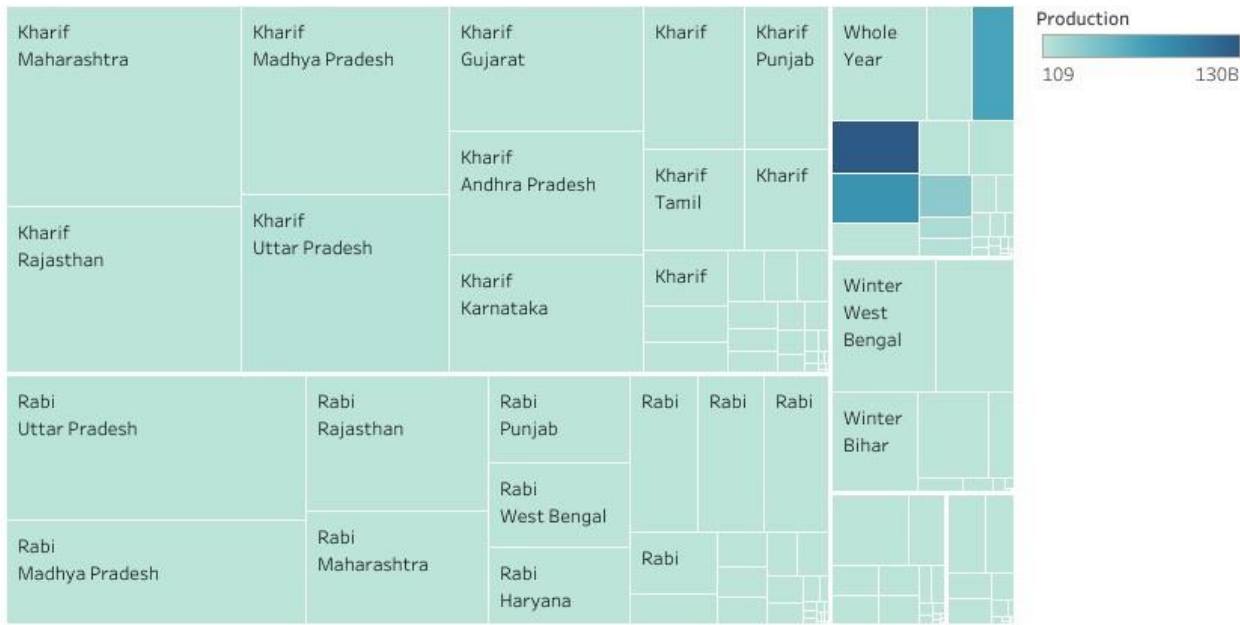 Kharif
Maharashtra
Kharif
Madhya Pradesh
Kharif
Gujarat
Kharif
Kharif
Punjab
Kharif
Rajasthan
Kharif
Uttar Pradesh
Kharif
Andhra Pradesh
Kharif
Karnataka
Kharif
Tamil
Kharif
Kharif
Rabi
Uttar Pradesh
Rabi
Madhya Pradesh
Rabi
Rajasthan
Rabi
Maharashtra
Rabi
Punjab
Rabi
West Bengal
Rabi
Haryana
Rabi
Rabi
Rabi
Rabi
Whole
Year
Winter
West
Bengal
Winter
Bihar
Production
109
130B